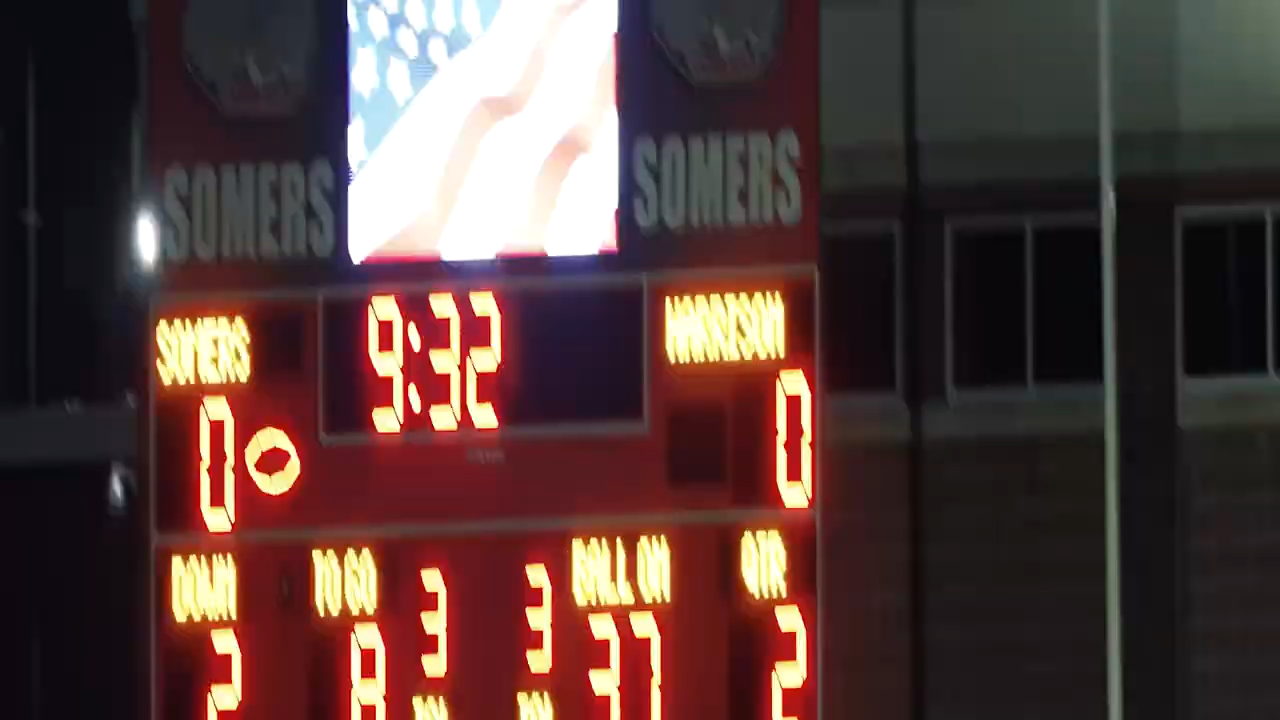 SOMERS
SOMERS
9:32
SOMERS
HARRISON
0
0
DOWN
TO GO
3
3
BALL ON
QTR
2
8
37
2